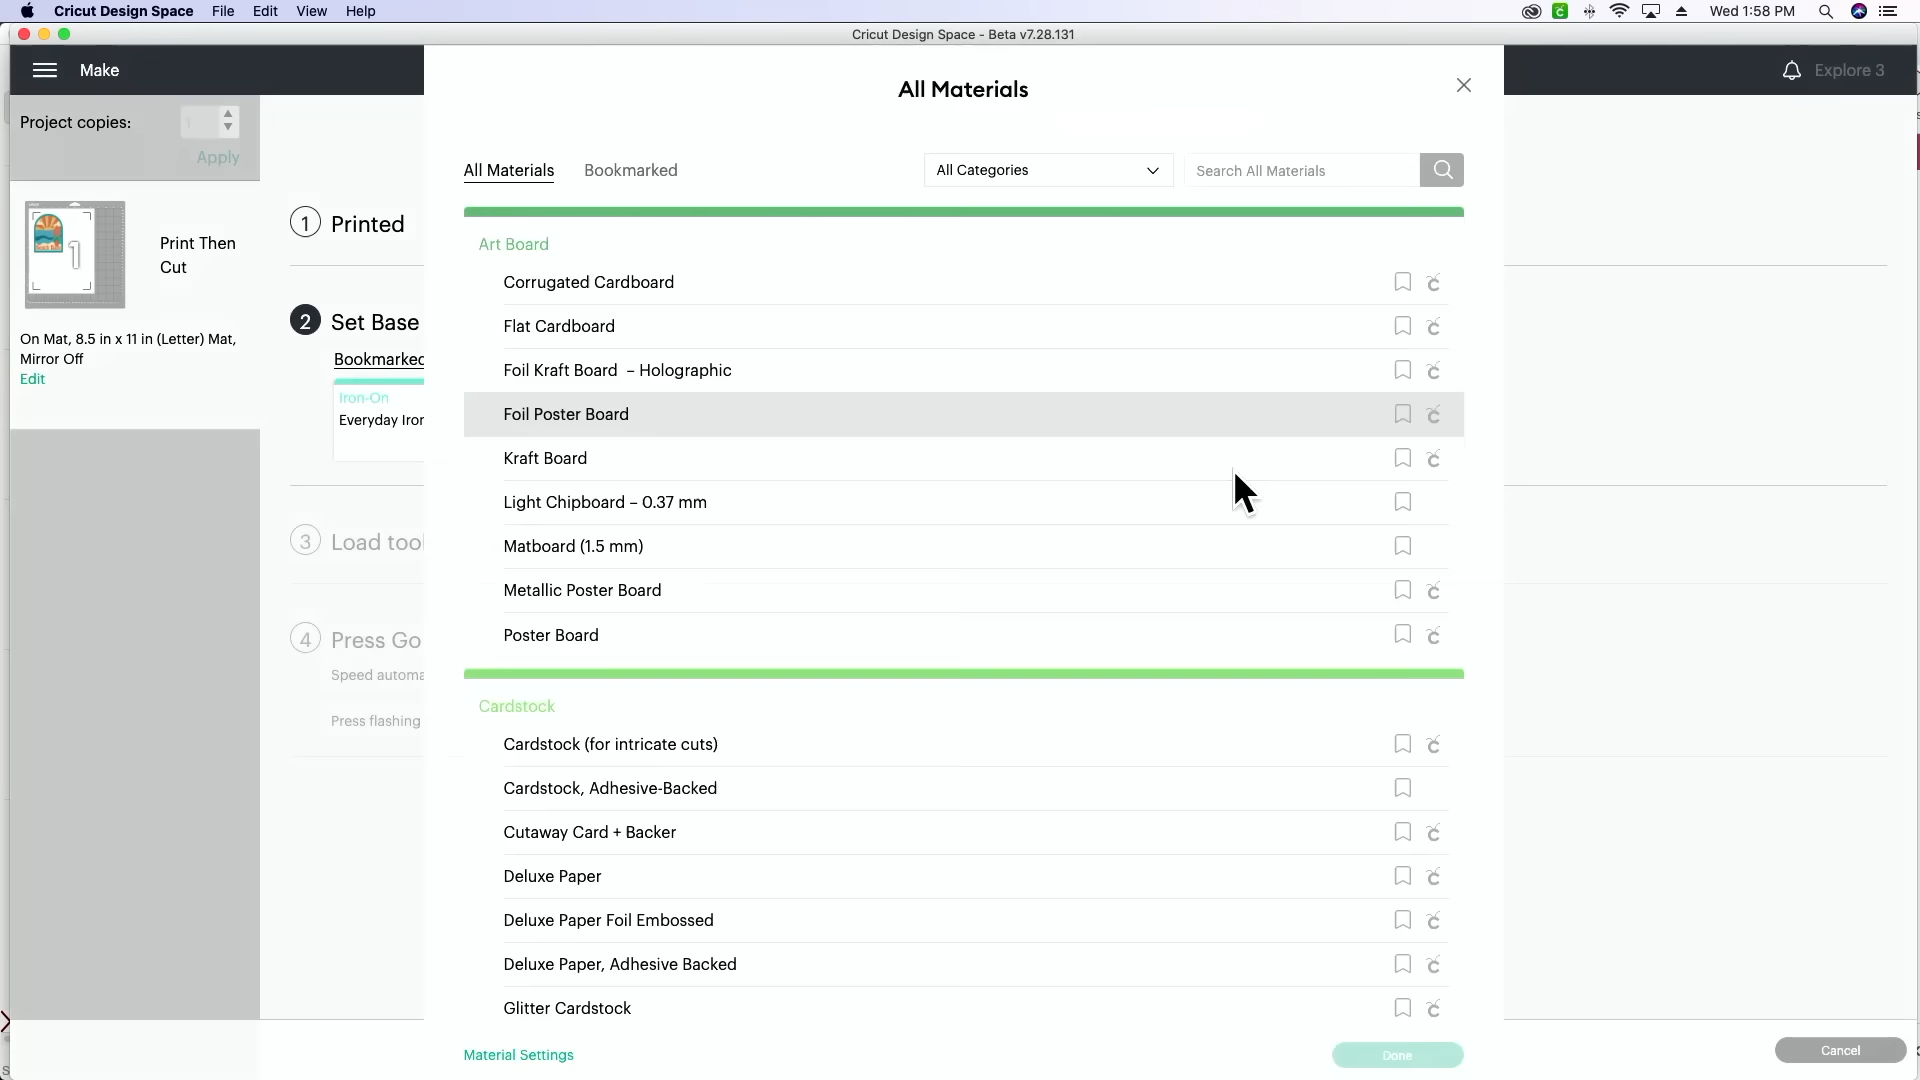 Cricut Design Space File Edit View Help
Wed 1:58 PM
Cricut Design Space - Beta v7.28.131
Make
Explore 3
All Materials
Project copies:
1
Apply
All Materials
Bookmarked
All Categories
Search All Materials
1
Print Then
Cut
On Mat, 8.5 in x 11 in (Letter) Mat,
Mirror Off
Edit
1 Printed
2 Set Base
Bookmarked
Iron-On
Everyday Iron
3 Load tool
4 Press Go
Speed automa
Press flashing
Art Board
Corrugated Cardboard
Flat Cardboard
Foil Kraft Board – Holographic
Foil Poster Board
Kraft Board
Light Chipboard – 0.37 mm
Matboard (1.5 mm)
Metallic Poster Board
Poster Board
Cardstock
Cardstock (for intricate cuts)
Cardstock, Adhesive-Backed
Cutaway Card + Backer
Deluxe Paper
Deluxe Paper Foil Embossed
Deluxe Paper, Adhesive Backed
Glitter Cardstock
Material Settings
Done
Cancel